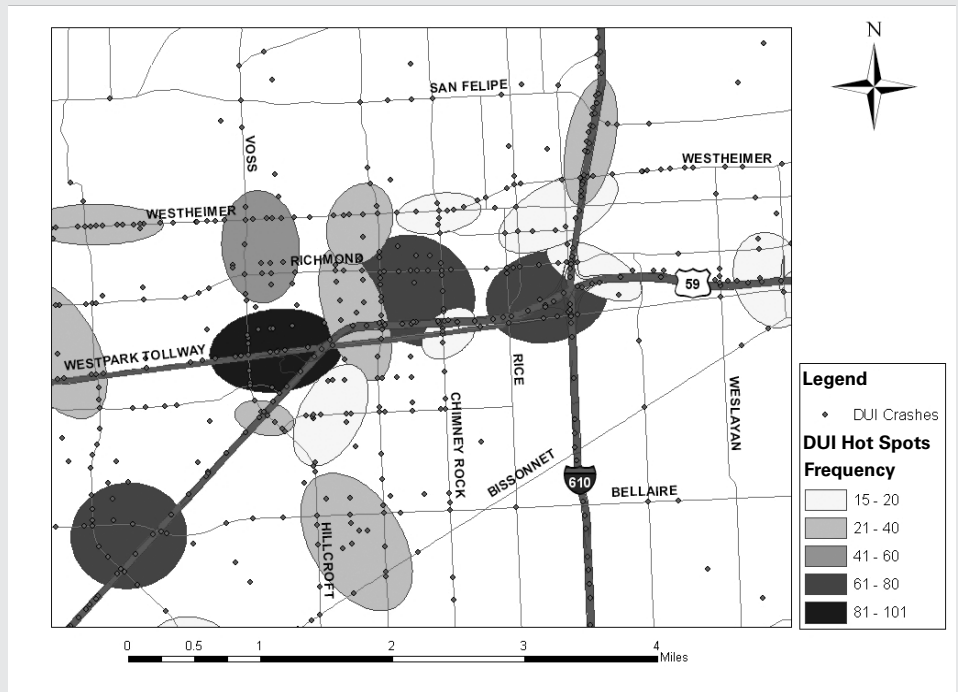 N
SAN FELIPE
VOSS
WESTHEIMER
WESTHEIMER
RICHMOND
59
WESTPARK TOLLWAY
RICE
CHIMNEY ROCK
WESLAYAN
BISSONNET
610
BELLAIRE
HILLCROFT
Legend
DUI Crashes
DUI Hot Spots
Frequency
15 - 20
21 - 40
41 - 60
61 - 80
81 - 101
0 0.5 1 2 3 4 Miles